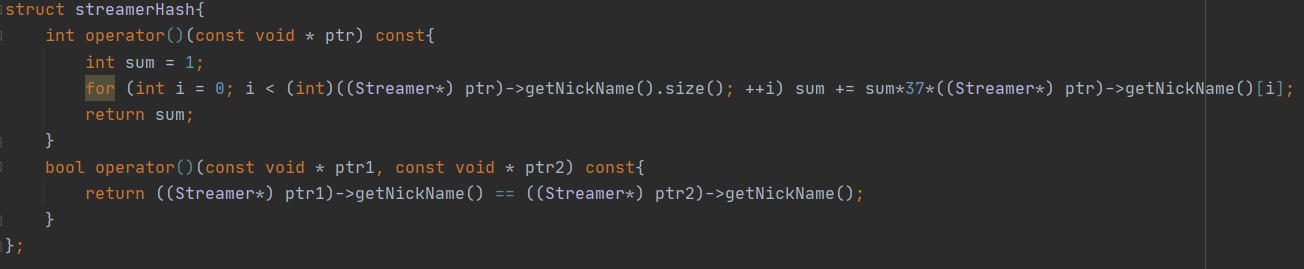 struct streamerHash{
    int operator()(const void * ptr) const{
        int sum = 1;
        for (int i = 0; i < (int)((Streamer*) ptr)->getNickName().size(); ++i) sum += sum*37*((Streamer*) ptr)->getNickName()[i];
        return sum;
    }
    bool operator()(const void * ptr1, const void * ptr2) const{
        return ((Streamer*) ptr1)->getNickName() == ((Streamer*) ptr2)->getNickName();
    }
};